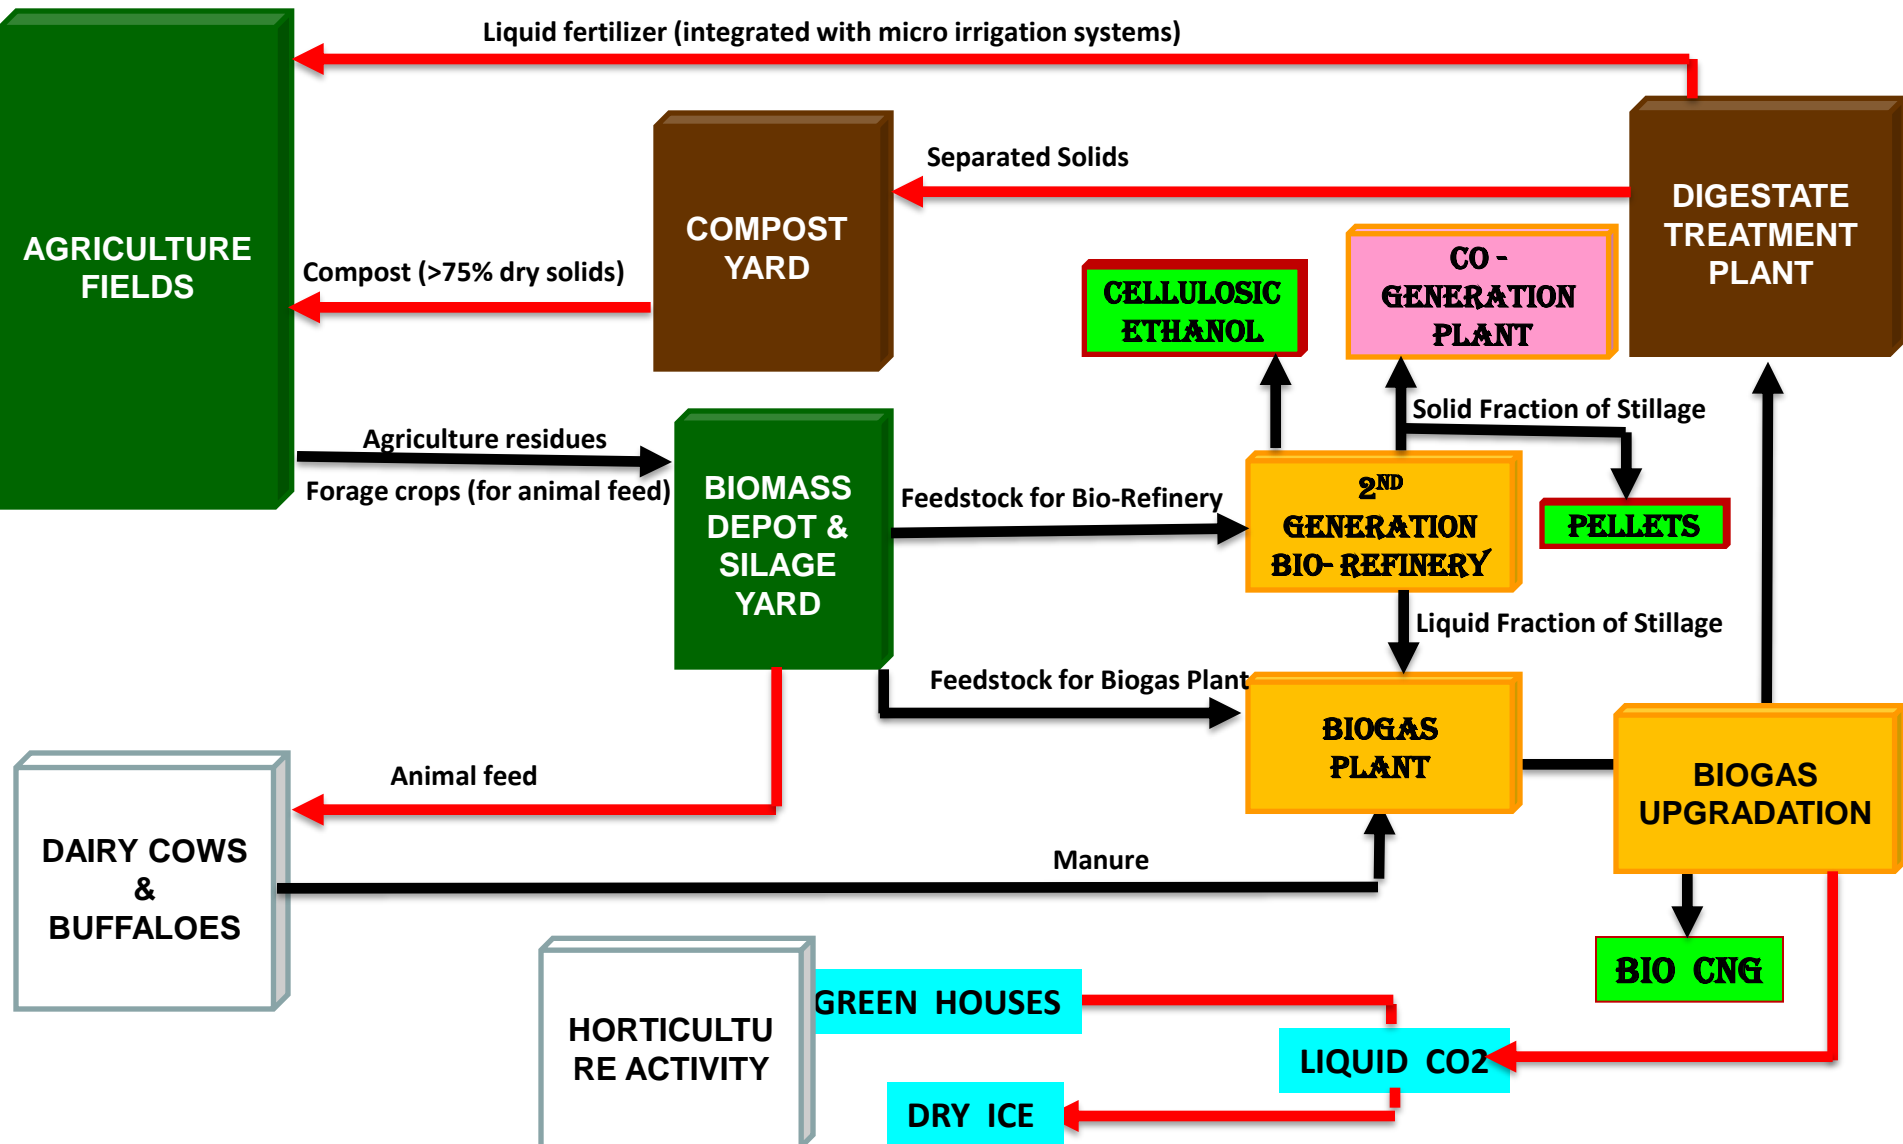 Liquid fertilizer (integrated with micro irrigation systems)
Separated Solids
DIGESTATE
TREATMENT
PLANT
COMPOST
YARD
AGRICULTURE
FIELDS
Compost (>75% dry solids)
CELLULOSIC
ETHANOL
CO -
GENERATION
PLANT
Solid Fraction of Stillage
Agriculture residues
Forage crops (for animal feed)
BIOMASS
DEPOT &
SILAGE
YARD
Feedstock for Bio-Refinery
2ND
GENERATION
BIO- REFINERY
PELLETS
Liquid Fraction of Stillage
Feedstock for Biogas Plant
BIOGAS
PLANT
BIOGAS
UPGRADATION
Animal feed
DAIRY COWS
&
BUFFALOES
Manure
BIO CNG
GREEN HOUSES
HORTICULTU
RE ACTIVITY
LIQUID CO2
DRY ICE